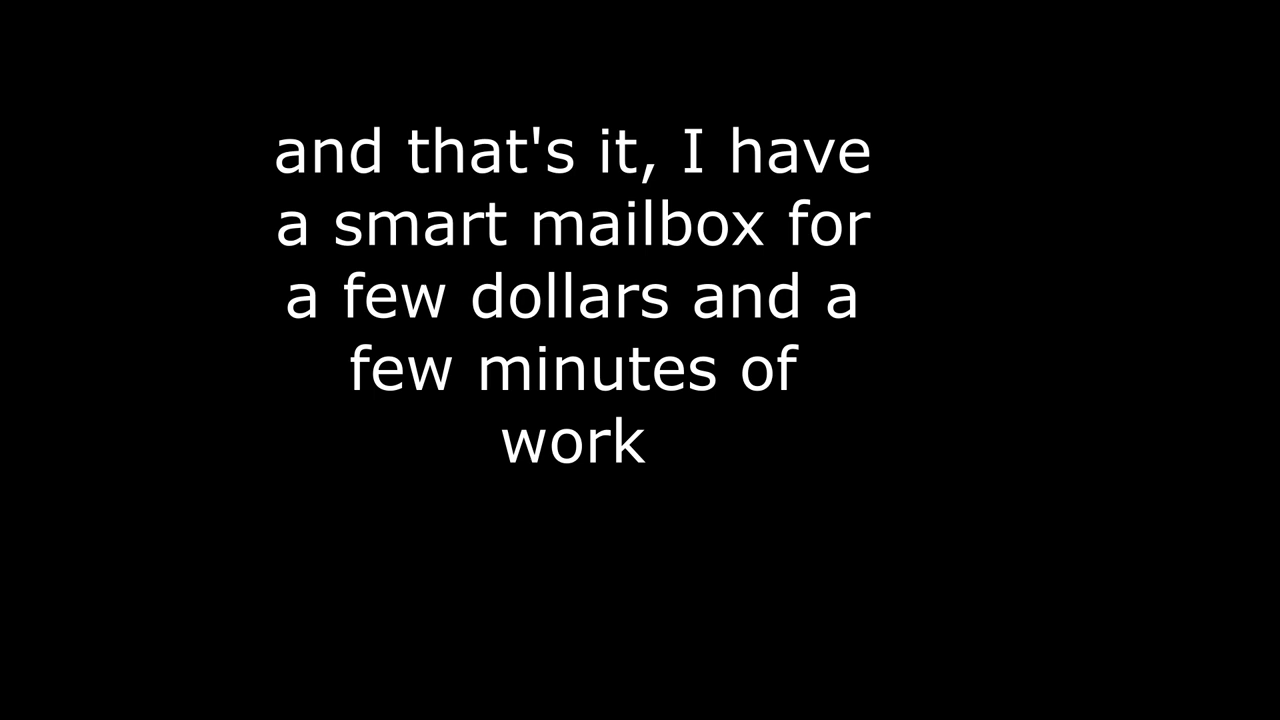 and that's it, I have
a smart mailbox for
a few dollars and a
few minutes of
work